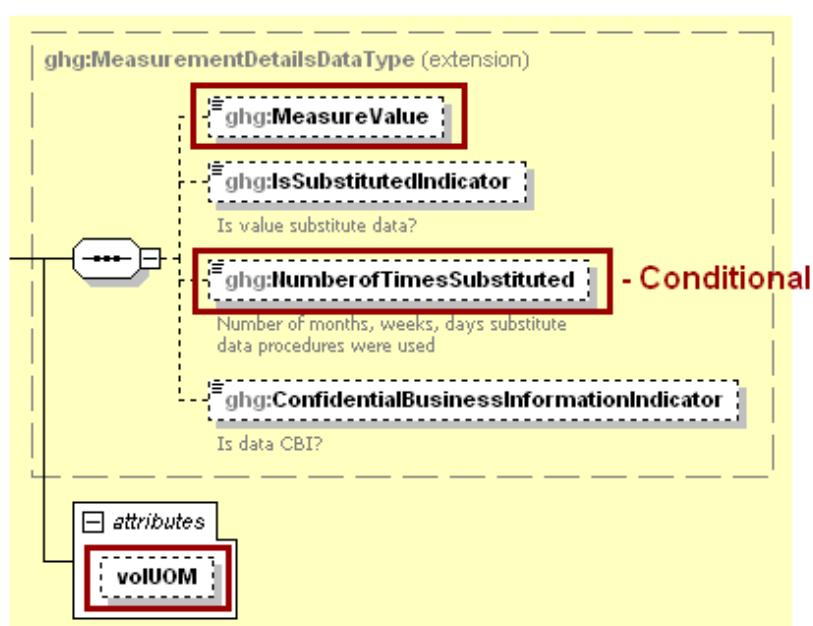 ghg:MeasurementDetailsDataType (extension)
ghg:MeasureValue
ghg:IsSubstitutedIndicator
Is value substitute data?
ghg:NumberofTimesSubstituted - Conditional
Number of months, weeks, days substitute
data procedures were used
ghg:ConfidentialBusinessInformationIndicator
Is data CBI?
attributes
volUOM